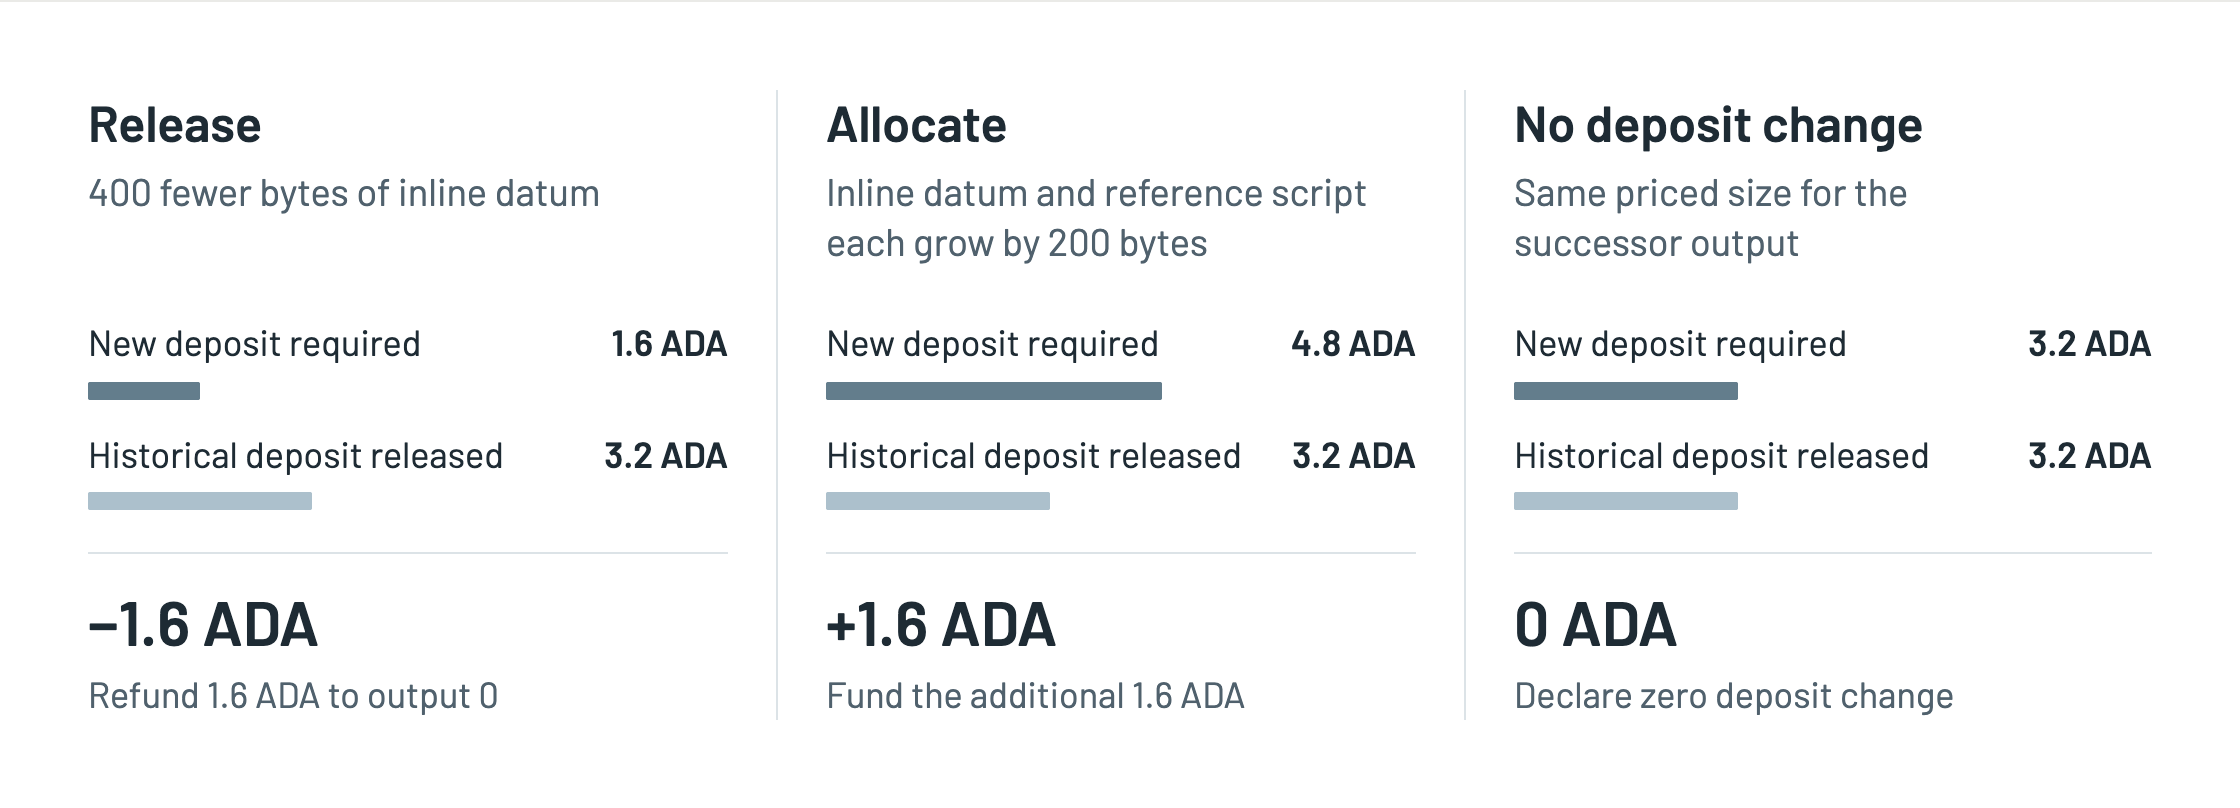 Release
400 fewer bytes of inline datum
New deposit required 1.6 ADA
Historical deposit released 3.2 ADA
−1.6 ADA
Refund 1.6 ADA to output 0
Allocate
Inline datum and reference script
each grow by 200 bytes
New deposit required 4.8 ADA
Historical deposit released 3.2 ADA
+1.6 ADA
Fund the additional 1.6 ADA
No deposit change
Same priced size for the
successor output
New deposit required 3.2 ADA
Historical deposit released 3.2 ADA
0 ADA
Declare zero deposit change